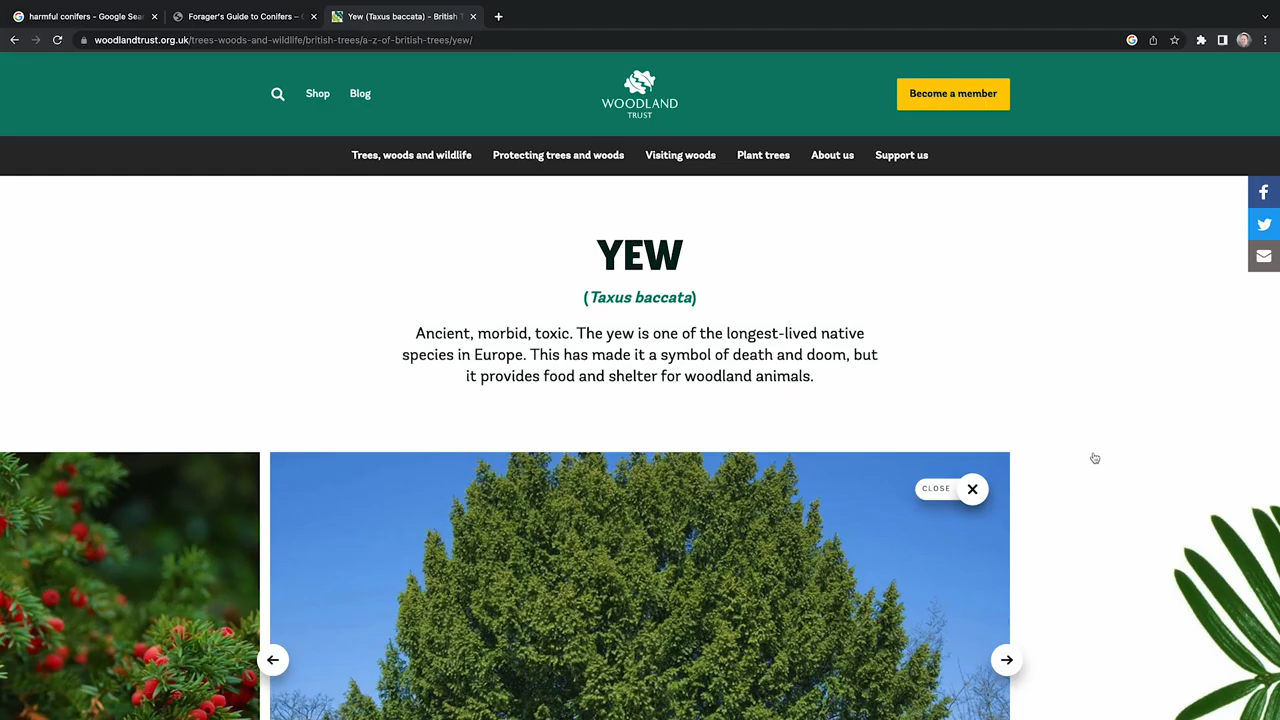 harmful conifers - Google Sea
Forager's Guide to Conifers –
Yew (Taxus baccata) - British
woodlandtrust.org.uk/trees-woods-and-wildlife/british-trees/a-z-of-british-trees/yew/
Shop
Blog
WOODLAND
TRUST
Become a member
Trees, woods and wildlife
Protecting trees and woods
Visiting woods
Plant trees
About us
Support us
YEW
(Taxus baccata)
Ancient, morbid, toxic. The yew is one of the longest-lived native
species in Europe. This has made it a symbol of death and doom, but
it provides food and shelter for woodland animals.
CLOSE